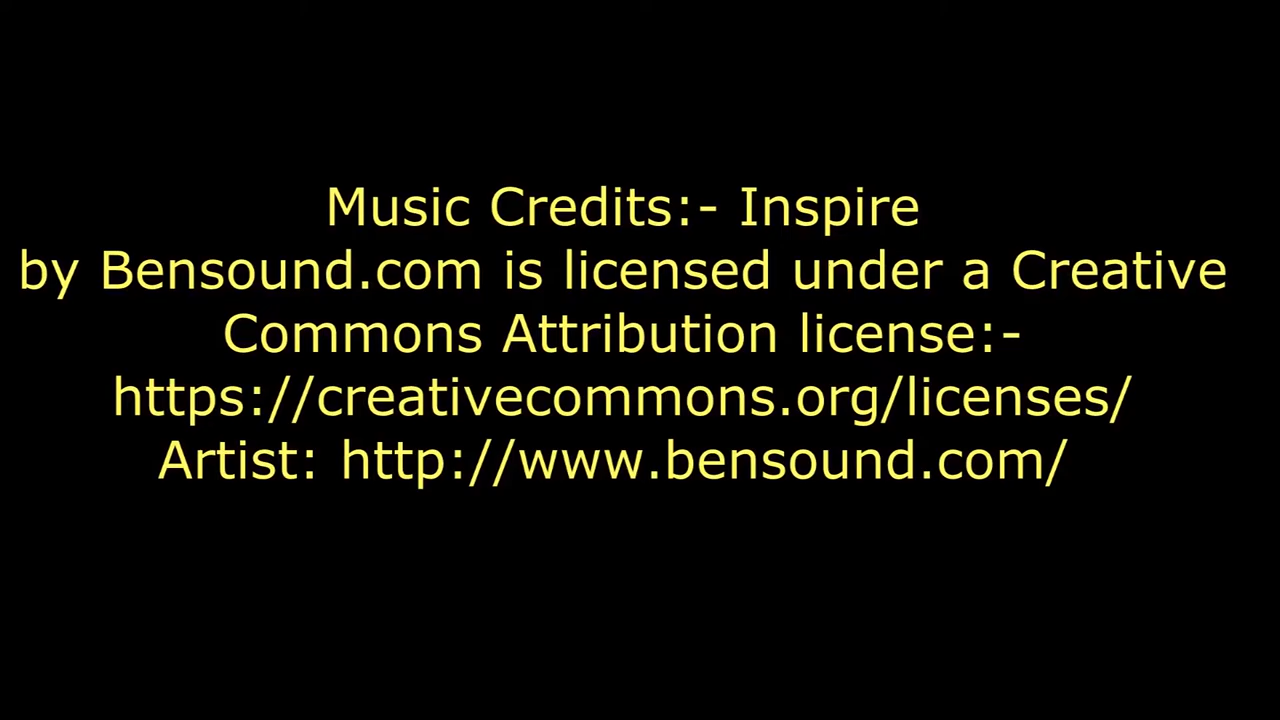 Music Credits:- Inspire
by Bensound.com is licensed under a Creative
Commons Attribution license:-
https://creativecommons.org/licenses/
Artist: http://www.bensound.com/